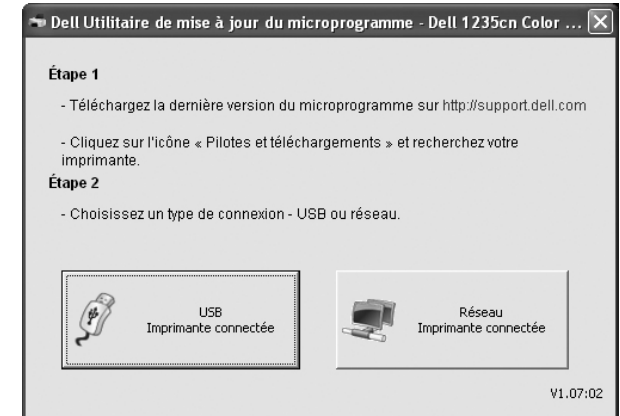 Dell Utilitaire de mise à jour du microprogramme - Dell 1235cn Color ...
Étape 1
- Téléchargez la dernière version du microprogramme sur http://support.dell.com
- Cliquez sur l'icône « Pilotes et téléchargements » et recherchez votre
imprimante.
Étape 2
- Choisissez un type de connexion - USB ou réseau.
USB
Imprimante connectée
Réseau
Imprimante connectée
V1.07:02